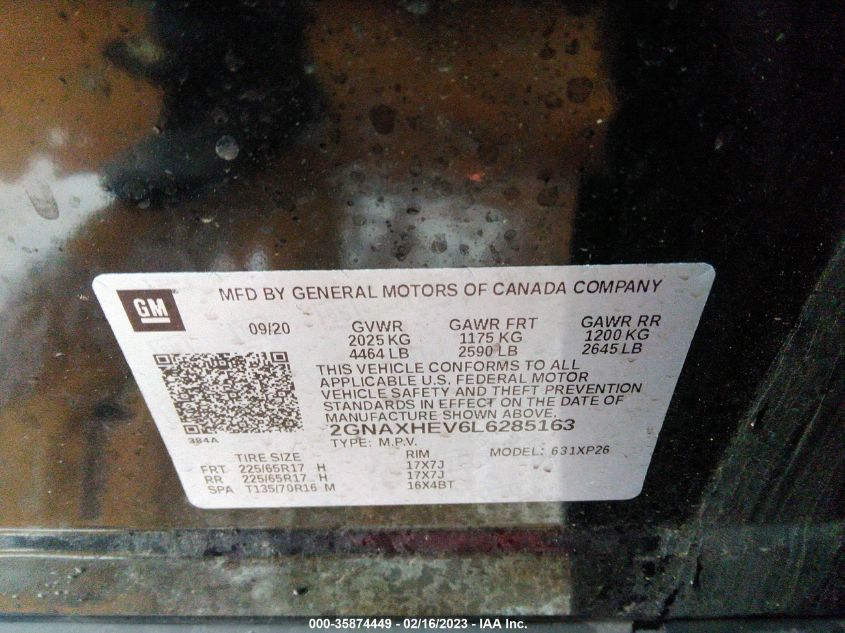 GM
MFD BY GENERAL MOTORS OF CANADA COMPANY
09/20 GVWR GAWR FRT GAWR RR
2025 KG 1175 KG 1200 KG
4464 LB 2590 LB 2645 LB
THIS VEHICLE CONFORMS TO ALL
APPLICABLE U.S. FEDERAL MOTOR
VEHICLE SAFETY AND THEFT PREVENTION
STANDARDS IN EFFECT ON THE DATE OF
MANUFACTURE SHOWN ABOVE.
2GNAXHEV6L6285163
384A
TYPE: M.P.V. MODEL: 631XP26
TIRE SIZE RIM
FRT 225/65R17 H 17X7J
RR 225/65R17 H 17X7J
SPA T135/70R16 M 16X4BT
000-35874449 - 02/16/2023 - IAA Inc.